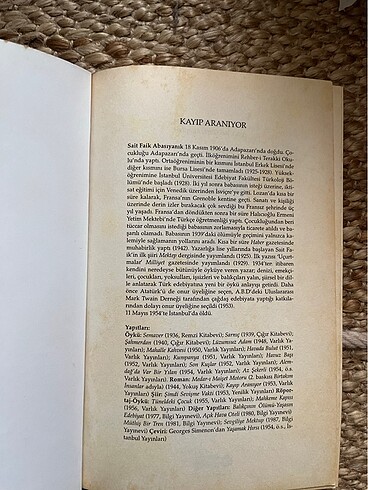 KAYIP ARANIYOR
Sait Faik Abasıyanık 18 Kasım 1906'da Adapazarı'nda doğdu. Ço-
cukluğu Adapazarı'nda geçti. İlköğrenimini Rehber-i Terakki Oku-
lu'nda yaptı. Ortaöğreniminin bir kısmını İstanbul Erkek Lisesi'nde
diğer kısmını ise Bursa Lisesi'nde tamamladı (1925-1928). Yüksek-
öğrenimine İstanbul Üniversitesi Edebiyat Fakültesi Türkoloji Bö-
lümü'nde başladı (1928). İki yıl sonra babasının isteği üzerine, ikti-
sat eğitimi için Venedik üzerinden İsviçre'ye gitti. Lozan'da kısa
bir süre kalarak, Fransa'nın Grenoble kentine geçti. Sanatı ve kişiliği
üzerinde derin izler bırakacak çok sevdiği bu Fransız şehrinde üç
yıl yaşadı. Fransa'dan döndükten sonra bir süre Halıcıoğlu Ermeni
Yetim Mektebi'nde Türkçe öğretmenliği yaptı. Çocukluğundan beri
tüccar olmasını istediği babasının zorlamasıyla ticarete atıldı ve ba-
şarılı olamadı. Babasının 1939'daki ölümüyle geçimini yalnızca
kalemiyle sağlamanın yollarını aradı. Kısa bir süre Haber gazetesinde
muhabirlik yaptı (1942). Yazarlığa lise yıllarında başlayan Sait Fa-
ik'in ilk şiiri Mektep dergisinde yayımlandı (1925). İlk yazısı "Uçurt-
malar" Milliyet gazetesinde yayımlandı (1929). 1934'ten itibaren
kendini neredeyse bütünüyle öyküye veren yazar; denizi, emekçi-
leri, çocukları, yoksulları, işsizleri ve balıkçıları yalın, şiirsel bir dil-
le anlatarak Türk edebiyatına yeni bir öykü anlayışı getirdi. Daha
önce Atatürk'ü de onur üyeliğine seçen, A.B.D'deki Uluslararası
Mark Twain Derneği tarafından çağdaş edebiyata yaptığı katkıla-
rından dolayı onur üyeliğine seçildi (1953).
11 Mayıs 1954'te İstanbul'da öldü.
Yapıtları:
Öykü: Semaver (1936, Remzi Kitabevi); Sarnıç (1939, Çığır Kitabevi);
Şahmerdan (1940, Çığır Kitabevi); Lüzumsuz Adam (1948, Varlık
Yayınları); Mahalle Kahvesi (1950, Varlık Yayınları); Havada Bulut (1951,
Varlık Yayınları); Kumpanya (1951, Varlık Yayınları); Havuz Başı
(1952, Varlık Yayınları); Son Kuşlar (1952, Varlık Yayınları); Alem-
dağ'da Var Bir Yılan (1954, Varlık Yayınları); Az Şekerli (1954, ö.s.
Varlık Yayınları) Roman: Medar-ı Maişet Motoru (2. baskısı Birtakım
İnsanlar adıyla) (1944, Yokuş Kitabevi); Kayıp Aranıyor (1953, Varlık
Yayınları) Şiir: Şimdi Sevişme Vakti (1953, Yenilik Yayınları) Röpor-
taj-Öykü: Tüneldeki Çocuk (1955, Varlık Yayınları); Mahkeme Kapısı
(1956, Varlık Yayınları) Diğer Yapıtları: Balıkçının Ölümü-Yaşasın
Edebiyat (1977, Bilgi Yayınevi); Açık Hava Oteli (1980, Bilgi Yayınevi)
Müthiş Bir Tren (1981, Bilgi Yayınevi); Sevgiliye Mektup (1987, Bilgi
Yayınevi) Çeviri: Georges Simenon'dan Yaşamak Hırsı (1954, ö.s.,
İstanbul Yayınları)